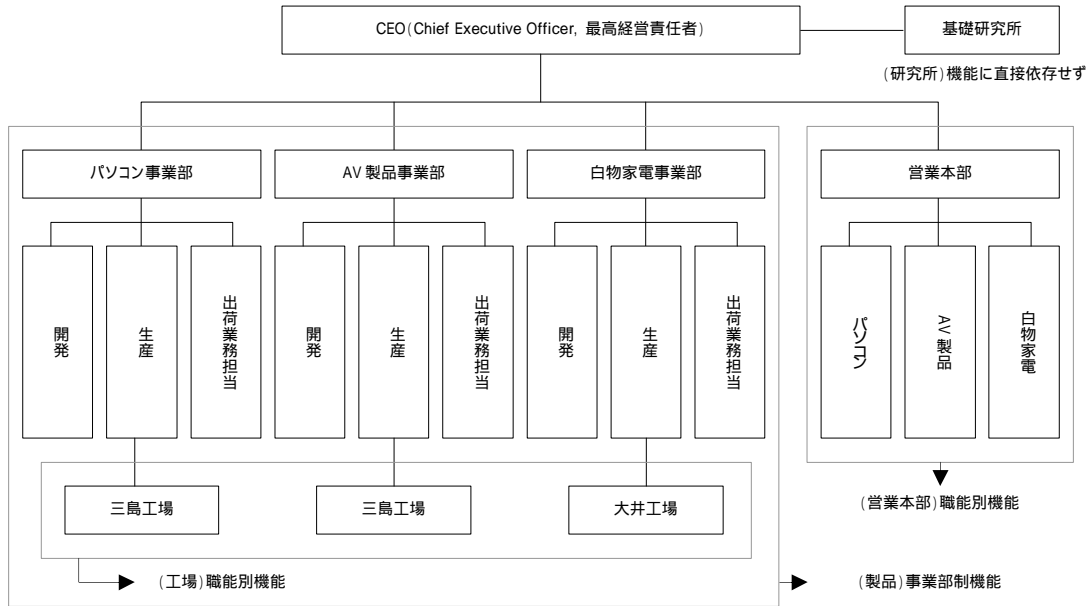 CEO(Chief Executive Officer, 最高経営責任者)
基礎研究所
(研究所)機能に直接依存せず
パソコン事業部
AV 製品事業部
白物家電事業部
営業本部
開発
生産
出荷業務担当
開発
生産
出荷業務担当
開発
生産
出荷業務担当
パソコン
AV 製品
白物家電
三島工場
三島工場
大井工場
(営業本部)職能別機能
(工場)職能別機能
(製品)事業部制機能